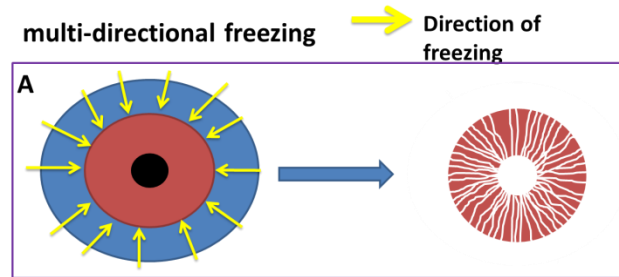 multi-directional freezing
Direction of
freezing
A